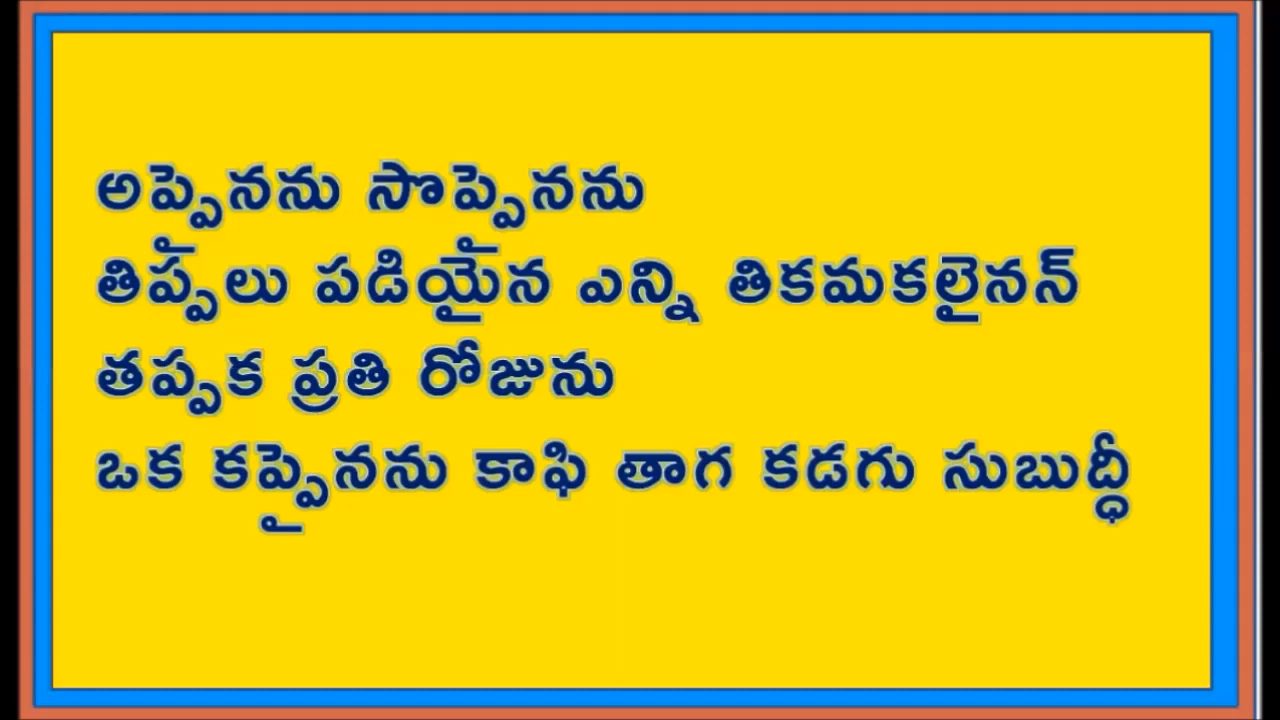 అప్పైనను సొప్పైనను
తిప్పలు పడియైన ఎన్ని తికమకలైనన్
తప్పక ప్రతి రోజును
ఒక కప్పైనను కాఫి తాగ కడగు సుబుద్ధీ